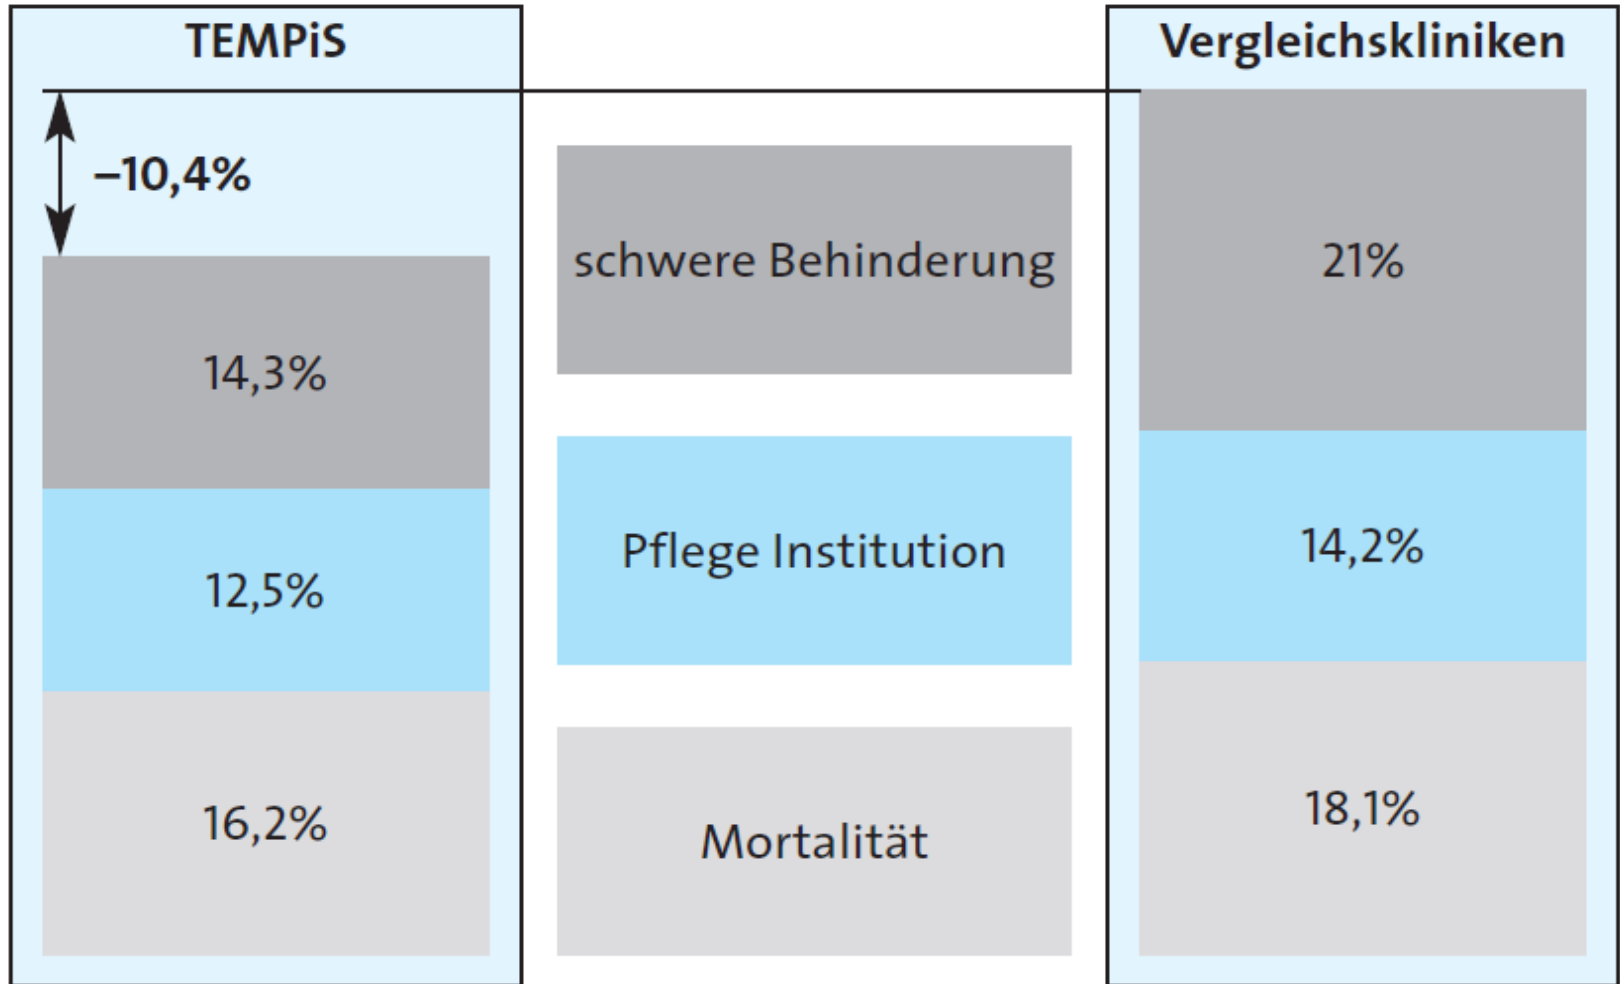 TEMPiS
Vergleichskliniken
–10,4%
schwere Behinderung
21%
14,3%
Pflege Institution
14,2%
12,5%
Mortalität
18,1%
16,2%